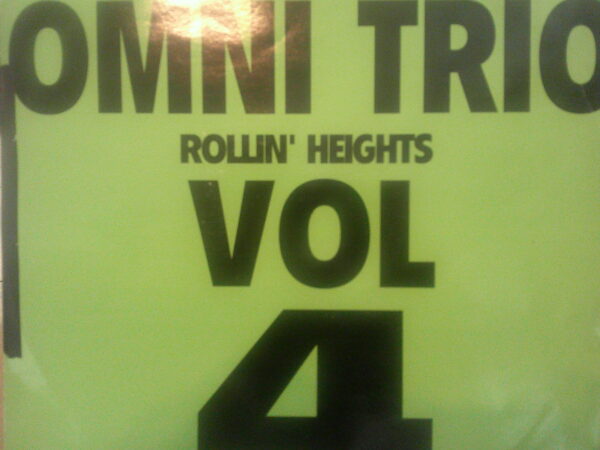 OMNI TRIO
ROLLiN' HEIGHTS
VOL
4